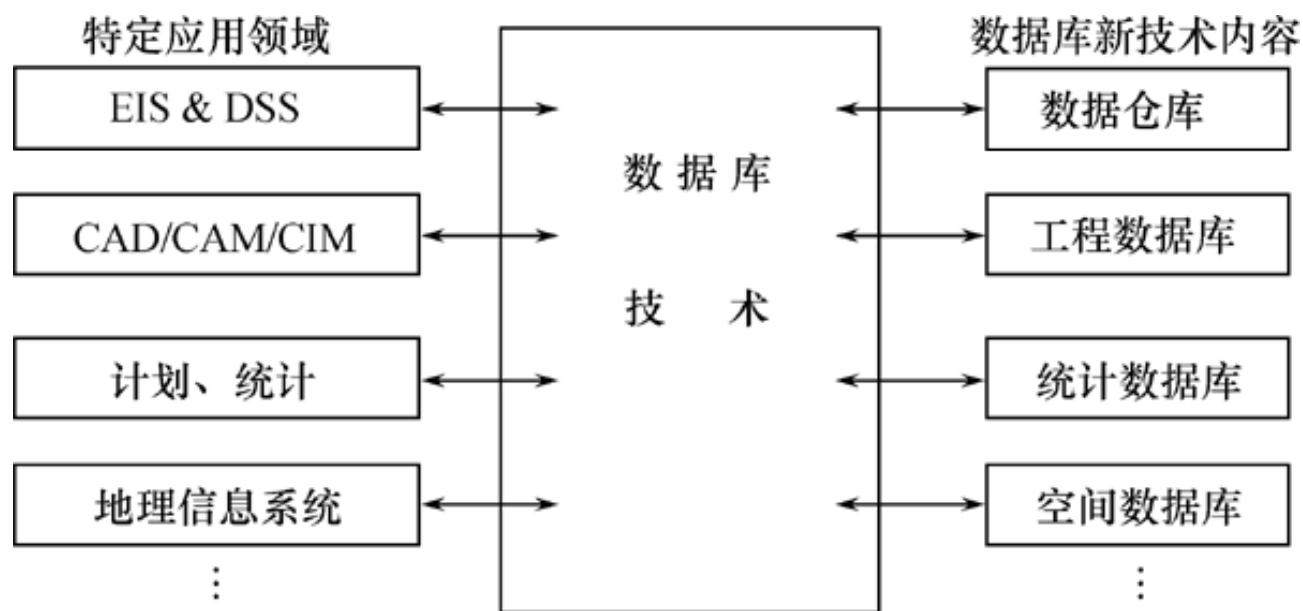 特定应用领域
数据库新技术内容
EIS & DSS
数据仓库
数 据 库
CAD/CAM/CIM
工程数据库
技 术
计划、统计
统计数据库
地理信息系统
空间数据库
⋮
⋮